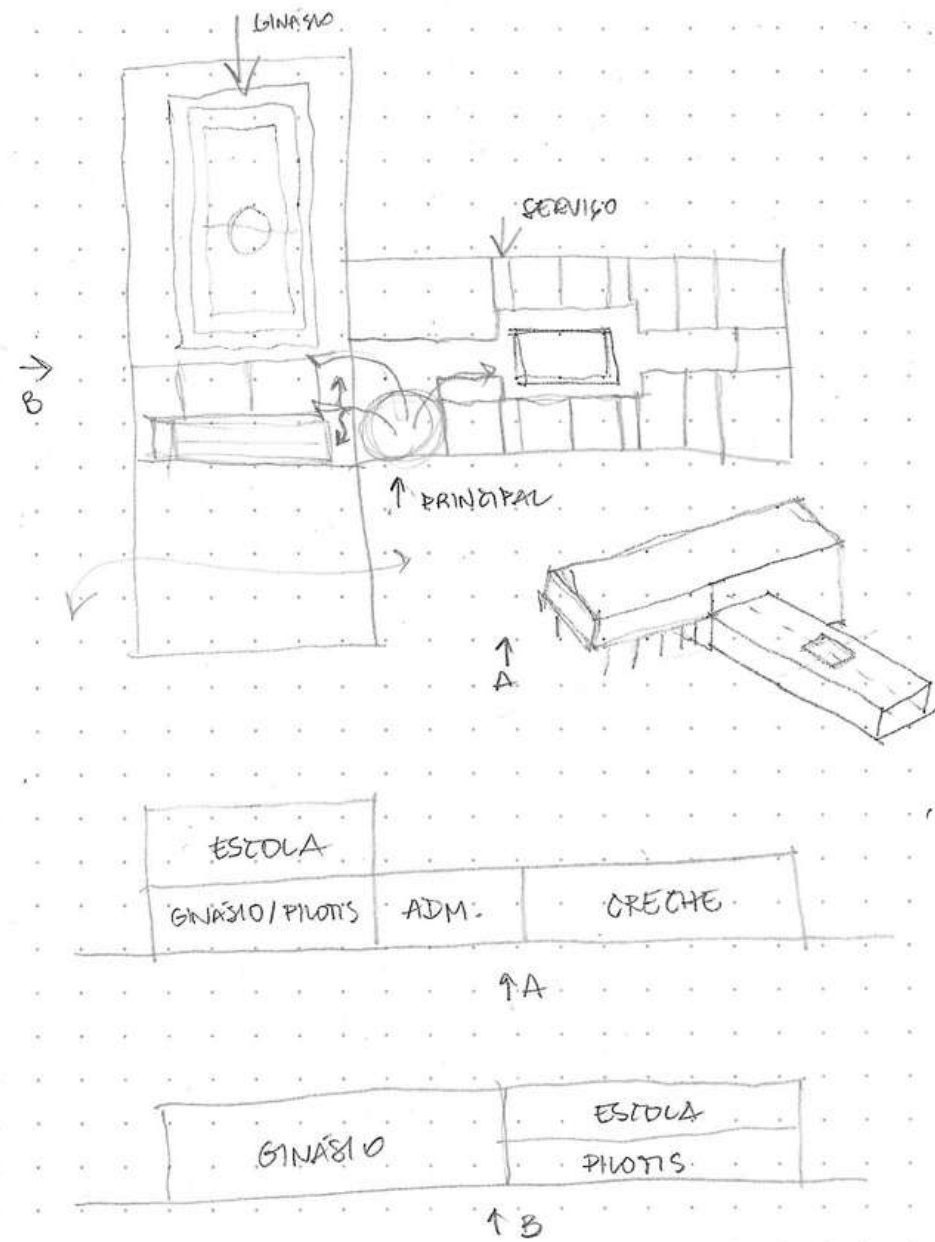 GINÁSIO
SERVIÇO
B
PRINCIPAL
A
ESCOLA
GINÁSIO/PILOTIS ADM. CRECHE
A
GINÁSIO ESCOLA
PILOTIS
B